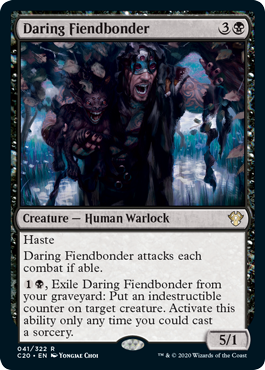 Daring Fiendbonder 3
Creature — Human Warlock
Haste
Daring Fiendbonder attacks each
combat if able.
1, Exile Daring Fiendbonder from
your graveyard: Put an indestructible
counter on target creature. Activate this
ability only any time you could cast
a sorcery.
5/1
041/322 R
C20 • EN Yongjae Choi
™ & © 2020 Wizards of the Coast